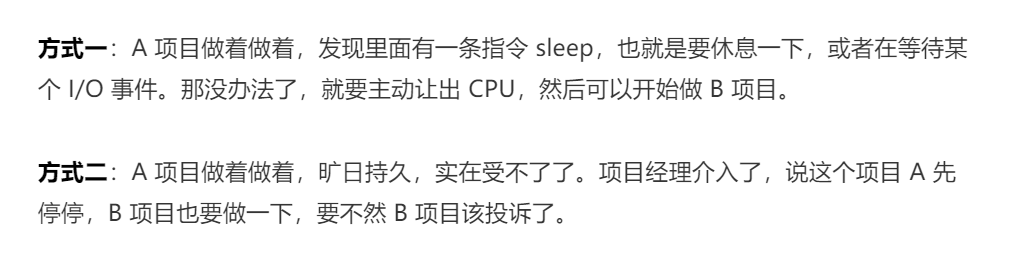 方式一：A 项目做着做着，发现里面有一条指令 sleep，也就是要休息一下，或者在等待某
个 I/O 事件。那没办法了，就要主动让出 CPU，然后可以开始做 B 项目。
方式二：A 项目做着做着，旷日持久，实在受不了了。项目经理介入了，说这个项目 A 先
停停，B 项目也要做一下，要不然 B 项目该投诉了。